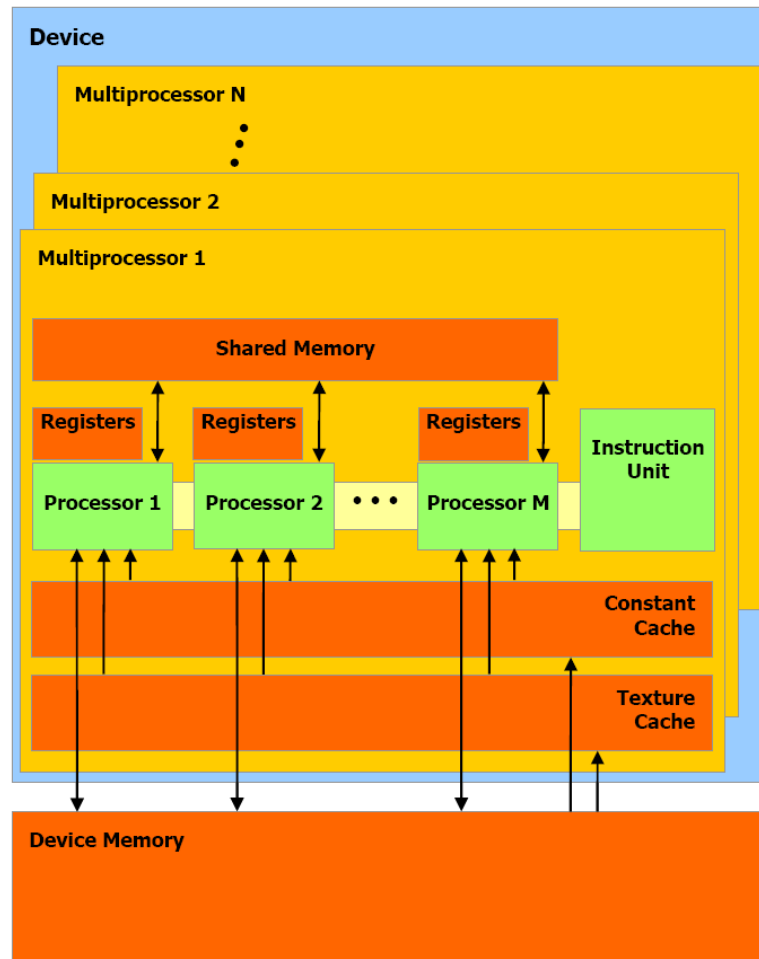 Device
Multiprocessor N
Multiprocessor 2
Multiprocessor 1
Shared Memory
Registers Registers Registers
Instruction
Unit
Processor 1 Processor 2 Processor M
Constant
Cache
Texture
Cache
Device Memory